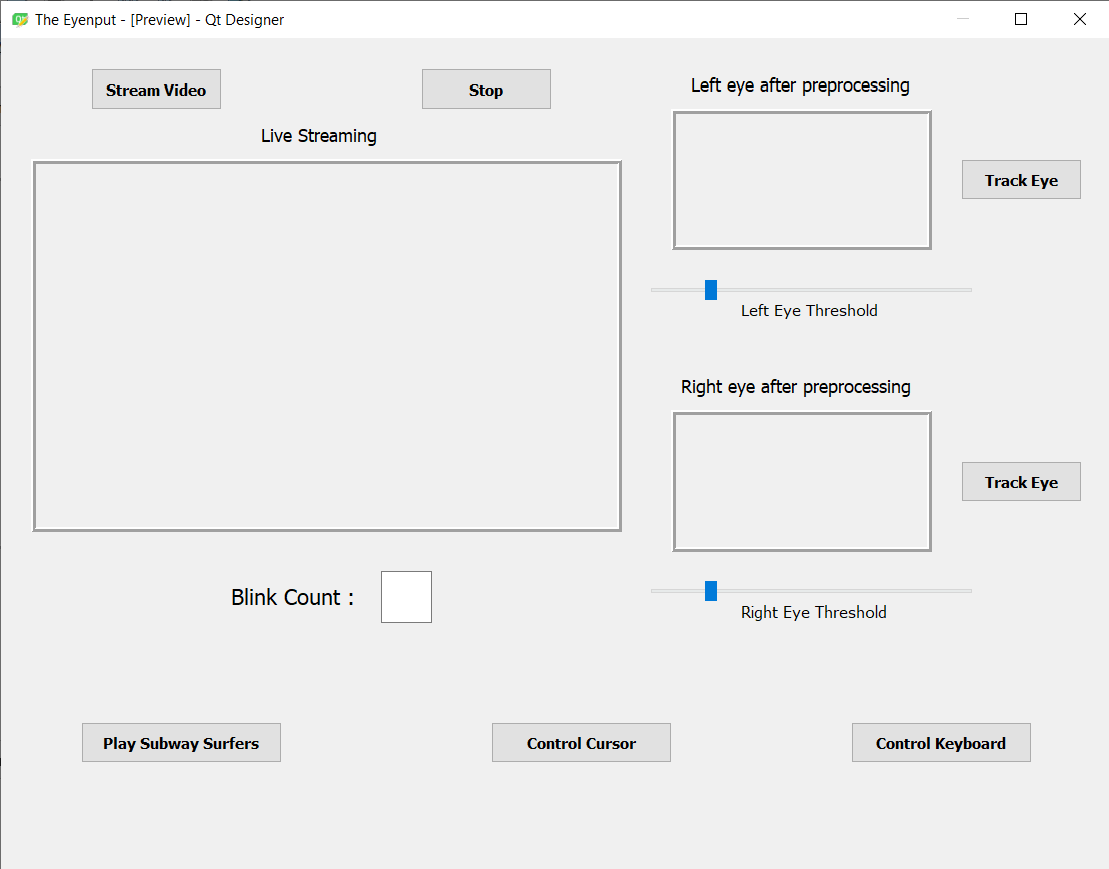 The Eyenput - [Preview] - Qt Designer
Stream Video
Stop
Live Streaming
Left eye after preprocessing
Track Eye
Left Eye Threshold
Right eye after preprocessing
Track Eye
Right Eye Threshold
Blink Count :
Play Subway Surfers
Control Cursor
Control Keyboard